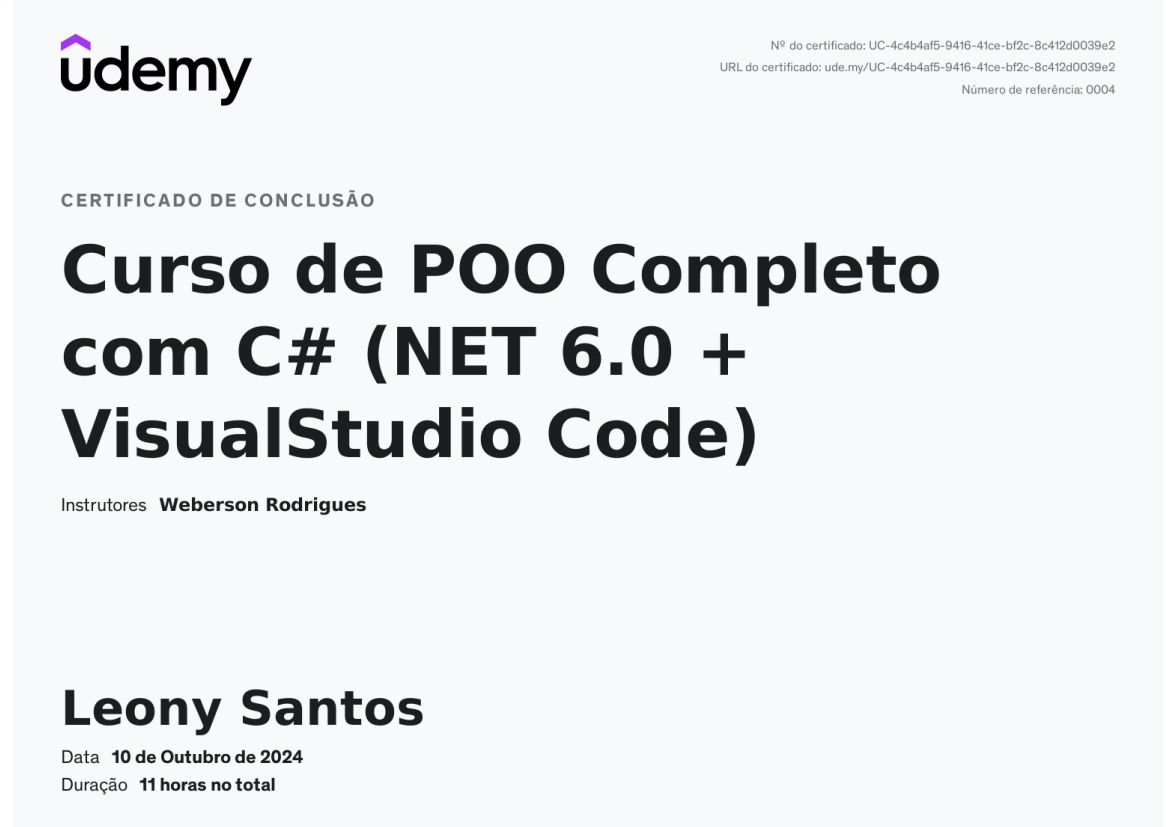 udemy
Nº do certificado: UC-4c4b4af5-9416-41ce-bf2c-8c412d0039e2
URL do certificado: ude.my/UC-4c4b4af5-9416-41ce-bf2c-8c412d0039e2
Número de referência: 0004
CERTIFICADO DE CONCLUSÃO
Curso de POO Completo
com C# (NET 6.0 +
VisualStudio Code)
Instrutores Weberson Rodrigues
Leony Santos
Data 10 de Outubro de 2024
Duração 11 horas no total